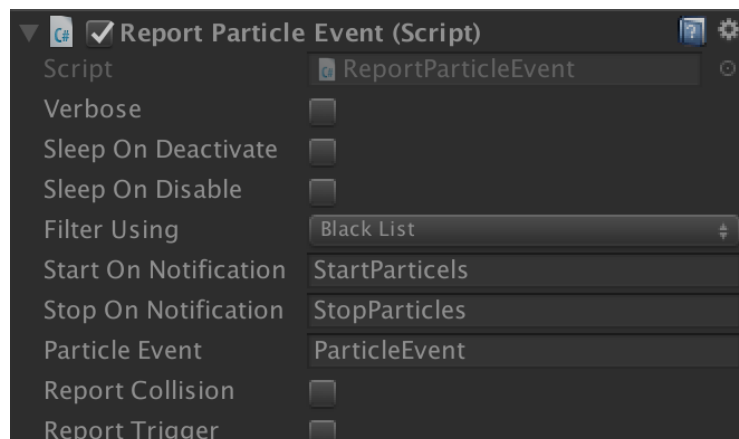 Report Particle Event (Script)
Script ReportParticleEvent
Verbose
Sleep On Deactivate
Sleep On Disable
Filter Using Black List
Start On Notification StartParticels
Stop On Notification StopParticles
Particle Event ParticleEvent
Report Collision
Report Trigger